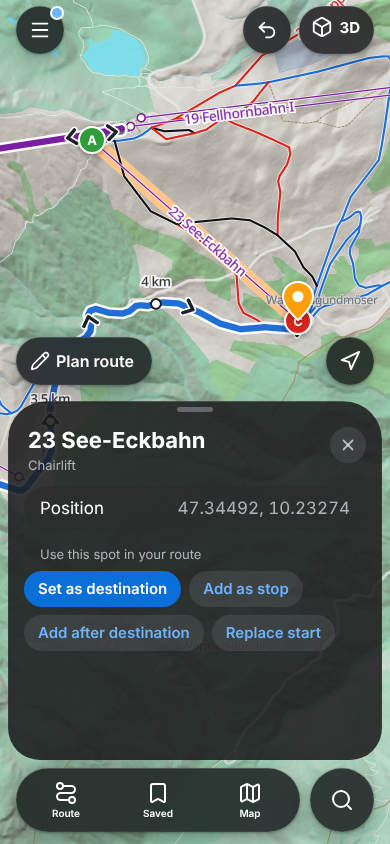 3D
19 Fellhornbahn I
23 See-Eckbahn
4 km
A
Plan route
3.5 km
23 See-Eckbahn
Chairlift
Position 47.34492, 10.23274
Use this spot in your route
Set as destination Add as stop
Add after destination Replace start
Route Saved Map